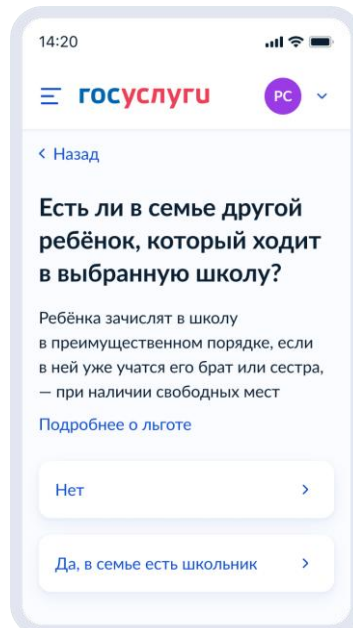 14:20
госуслуги
РС
Назад
Есть ли в семье другой
ребёнок, который ходит
в выбранную школу?
Ребёнка зачислят в школу
в преимущественном порядке, если
в ней уже учатся его брат или сестра,
— при наличии свободных мест
Подробнее о льготе
Нет
Да, в семье есть школьник